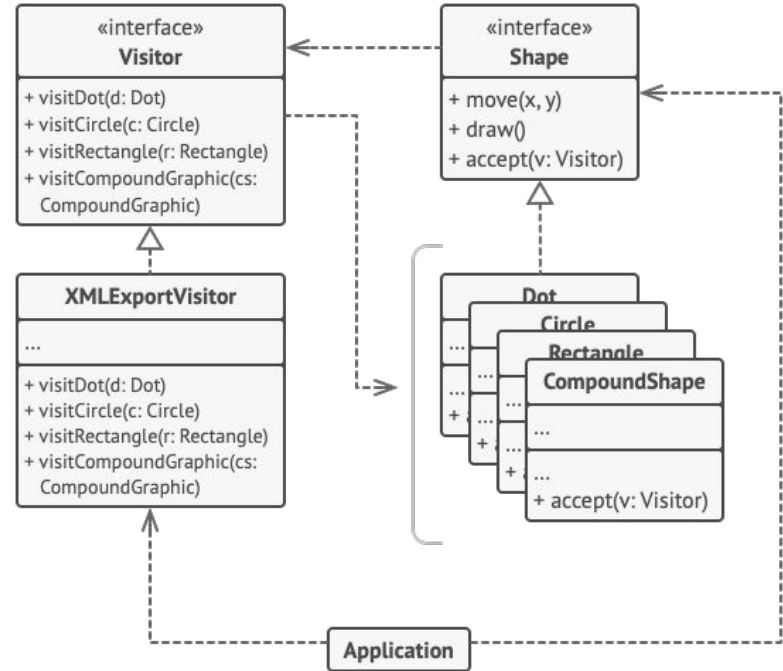 «interface»
Visitor
+ visitDot(d: Dot)
+ visitCircle(c: Circle)
+ visitRectangle(r: Rectangle)
+ visitCompoundGraphic(cs:
CompoundGraphic)
«interface»
Shape
+ move(x, y)
+ draw()
+ accept(v: Visitor)
XMLExportVisitor
...
+ visitDot(d: Dot)
+ visitCircle(c: Circle)
+ visitRectangle(r: Rectangle)
+ visitCompoundGraphic(cs:
CompoundGraphic)
Dot
...
...
+
Circle
...
...
+
Rectangle
...
...
+
CompoundShape
...
...
+ accept(v: Visitor)
Application